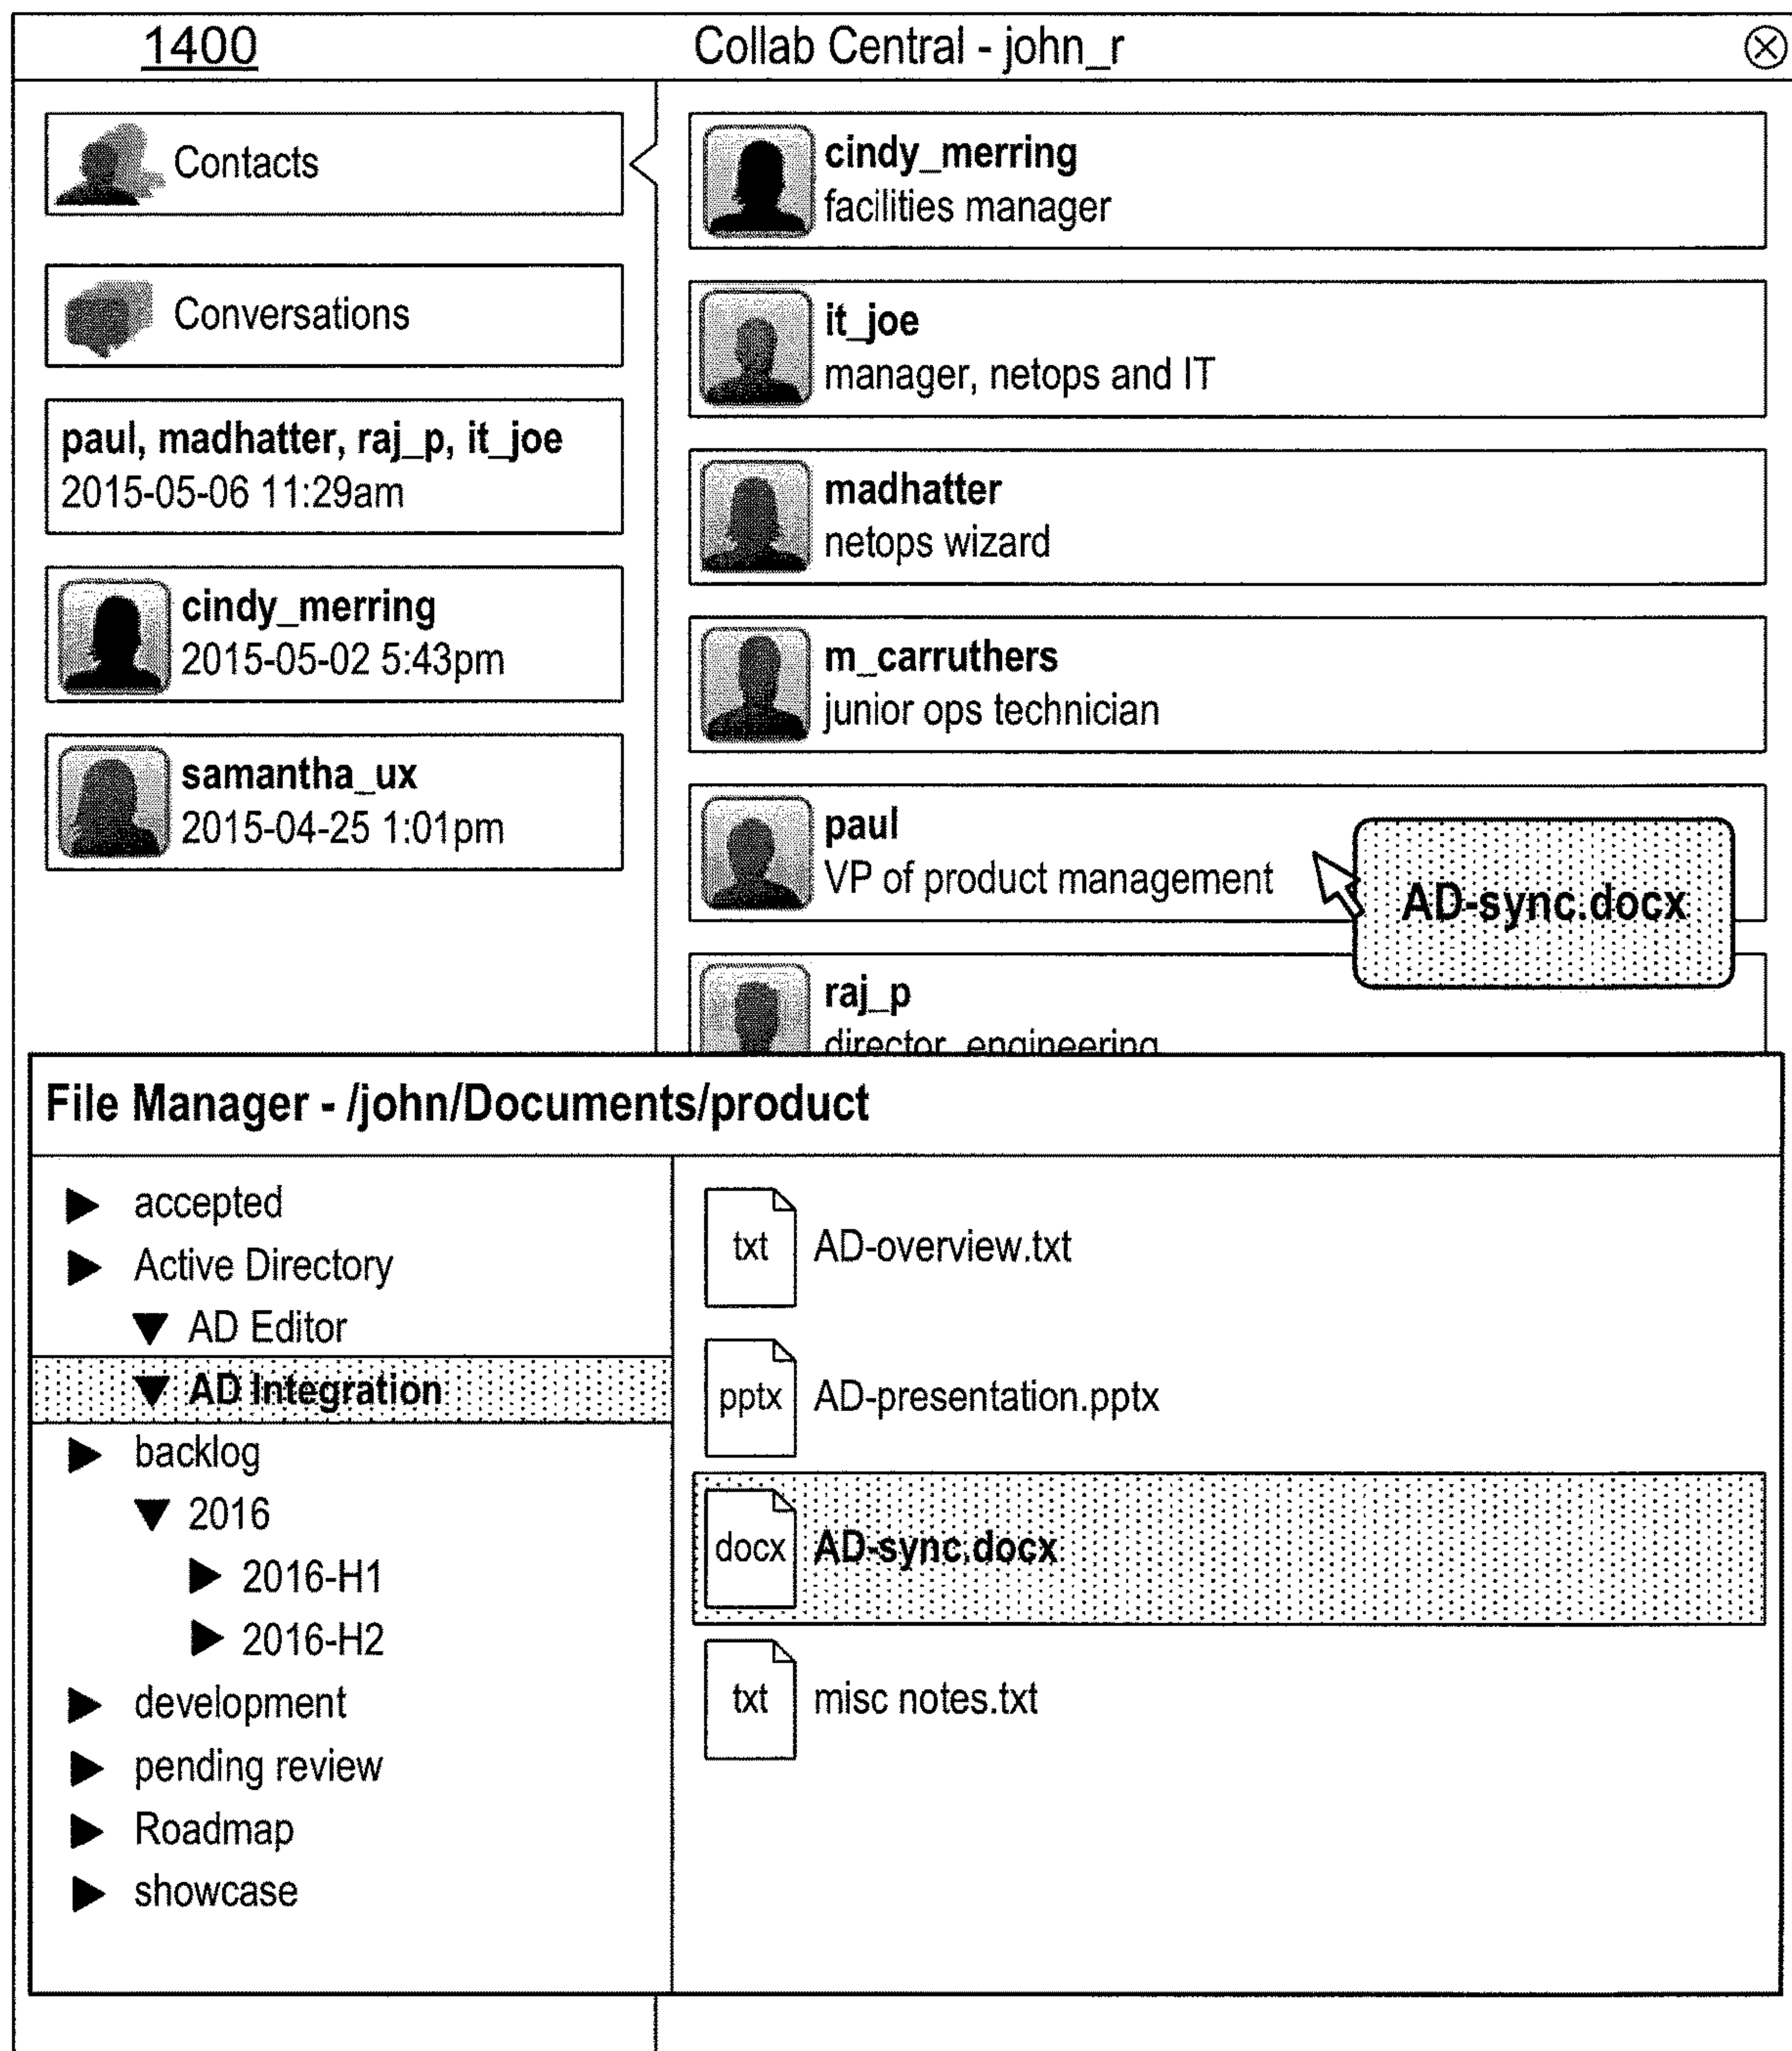 1400
Collab Central - john_r
Contacts
Conversations
paul, madhatter, raj_p, it_joe
2015-05-06 11:29am
cindy_merring
2015-05-02 5:43pm
samantha_ux
2015-04-25 1:01pm
cindy_merring
facilities manager
it_joe
manager, netops and IT
madhatter
netops wizard
m_carruthers
junior ops technician
paul
VP of product management
AD-sync.docx
raj_p
director, engineering
File Manager - /john/Documents/product
accepted
Active Directory
AD Editor
AD Integration
backlog
2016
2016-H1
2016-H2
development
pending review
Roadmap
showcase
txt AD-overview.txt
pptx AD-presentation.pptx
docx AD-sync.docx
txt misc notes.txt